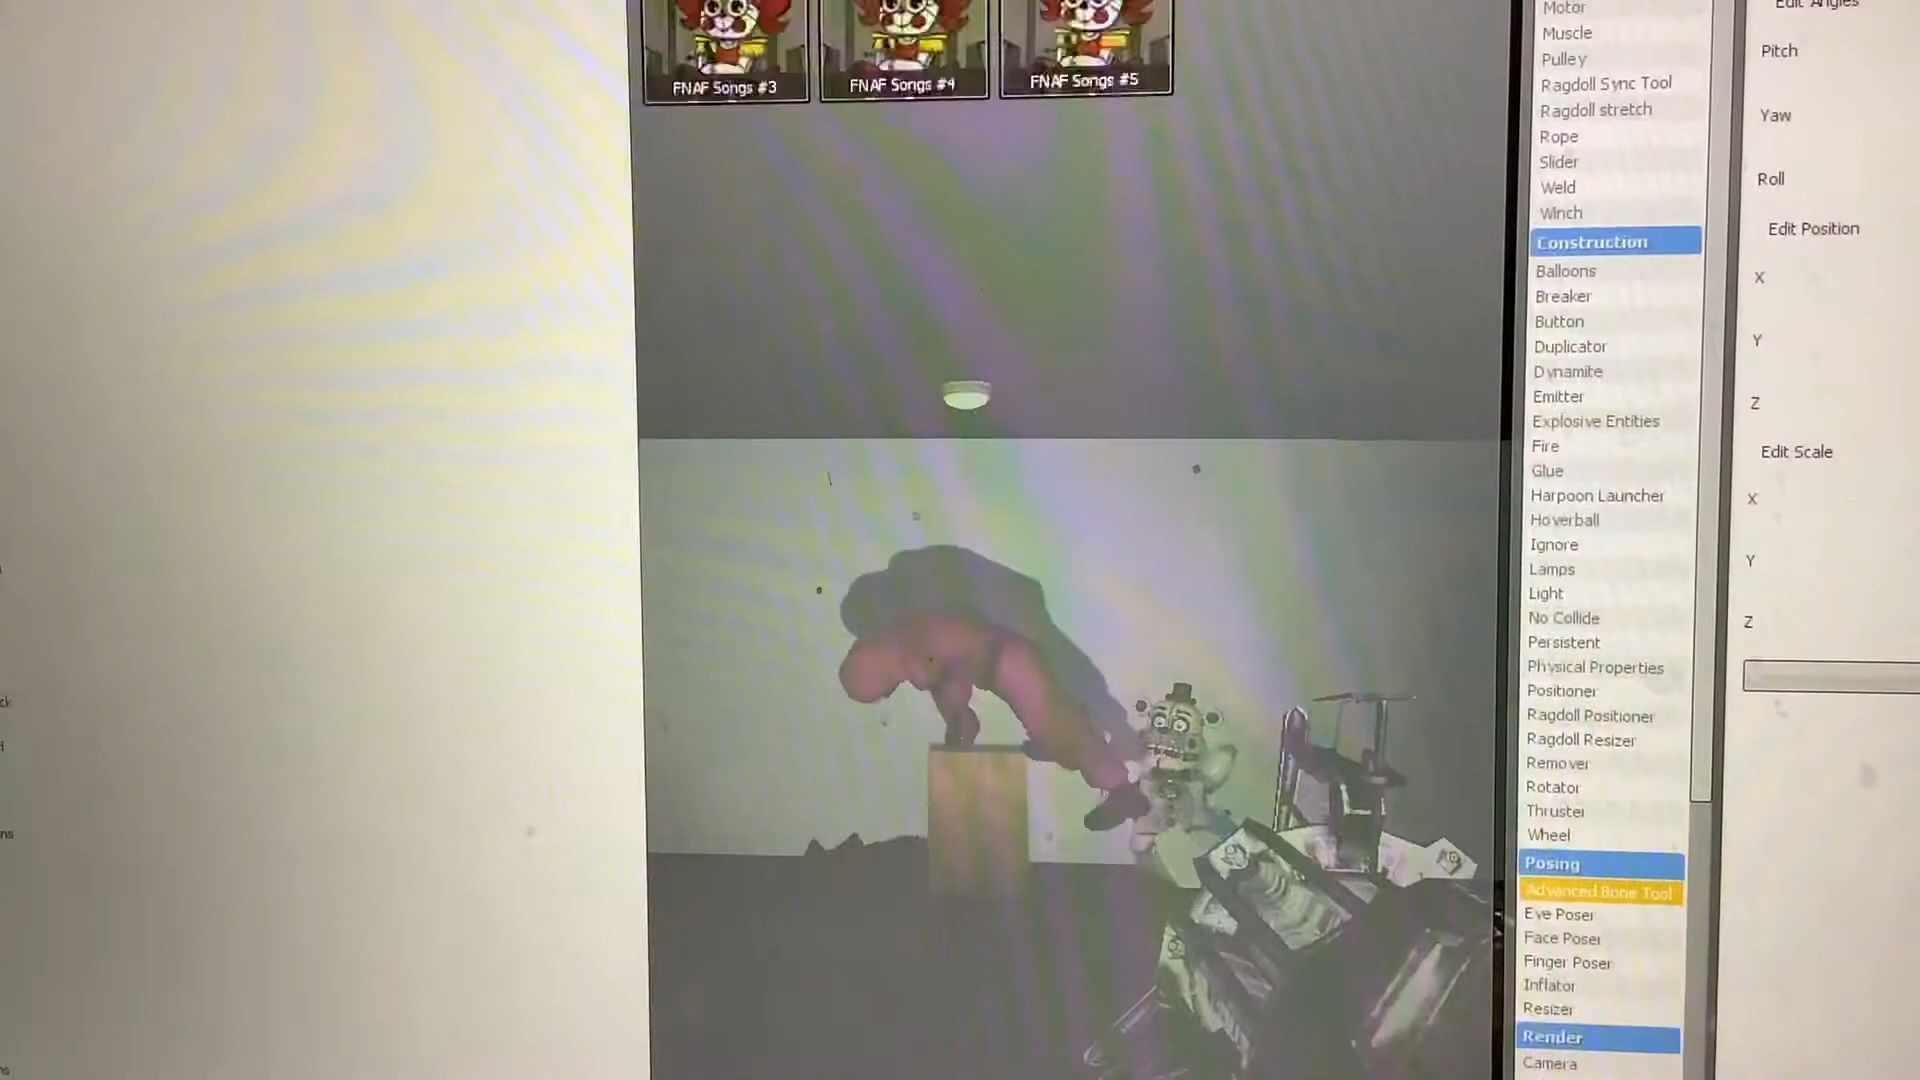 FNAF Songs #3
FNAF Songs #4
FNAF Songs #5
Motor
Muscle
Pulley
Ragdoll Sync Tool
Ragdoll stretch
Rope
Slider
Weld
Winch
Construction
Balloons
Breaker
Button
Duplicator
Dynamite
Emitter
Explosive Entities
Fire
Glue
Harpoon Launcher
Hoverball
Ignore
Lamps
Light
No Collide
Persistent
Physical Properties
Positioner
Ragdoll Positioner
Ragdoll Resizer
Remover
Rotator
Thruster
Wheel
Posing
Advanced Bone Tool
Eye Poser
Face Poser
Finger Poser
Inflator
Resizer
Render
Camera
Edit Angles
Pitch
Yaw
Roll
Edit Position
X
Y
Z
Edit Scale
X
Y
Z